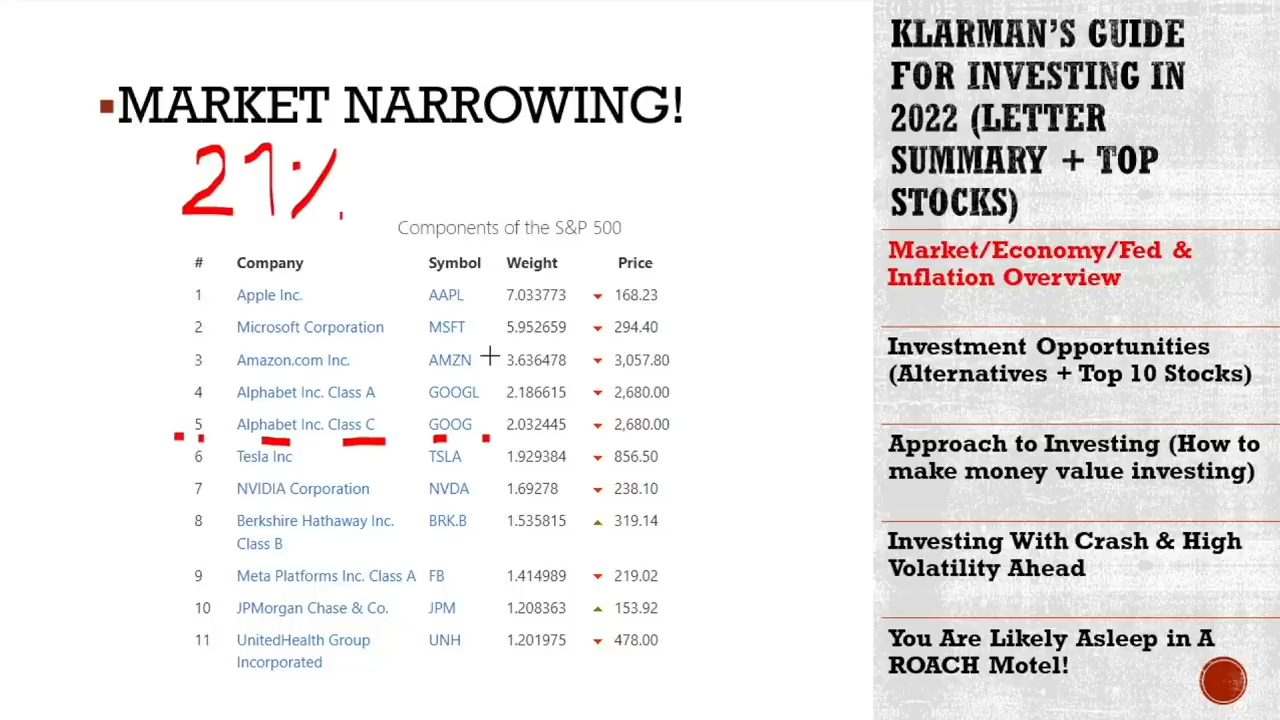 ▪MARKET NARROWING!
21%.
Components of the S&P 500
# Company Symbol Weight Price
1 Apple Inc. AAPL 7.033773 168.23
2 Microsoft Corporation MSFT 5.952659 294.40
3 Amazon.com Inc. AMZN 3.636478 3,057.80
4 Alphabet Inc. Class A GOOGL 2.186615 2,680.00
5 Alphabet Inc. Class C GOOG 2.032445 2,680.00
6 Tesla Inc TSLA 1.929384 856.50
7 NVIDIA Corporation NVDA 1.69278 238.10
8 Berkshire Hathaway Inc. BRK.B 1.535815 319.14
Class B
9 Meta Platforms Inc. Class A FB 1.414989 219.02
10 JPMorgan Chase & Co. JPM 1.208363 153.92
11 UnitedHealth Group UNH 1.201975 478.00
Incorporated
KLARMAN'S GUIDE
FOR INVESTING IN
2022 (LETTER
SUMMARY + TOP
STOCKS)
Market/Economy/Fed &
Inflation Overview
Investment Opportunities
(Alternatives + Top 10 Stocks)
Approach to Investing (How to
make money value investing)
Investing With Crash & High
Volatility Ahead
You Are Likely Asleep in A
ROACH Motel!